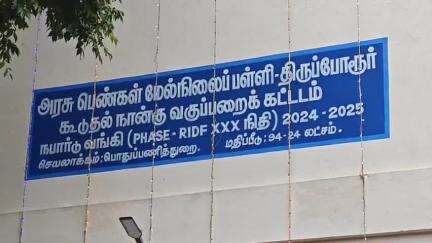 அரசு பெண்கள் மேல்நிலைப் பள்ளி-திருப்போரூர்
கூடுதல் நான்கு வகுப்பறைக் கட்டடம்
நபார்டு வங்கி (PHASE - RIDF XXX நிதி) 2024 - 2025
செயலாக்கம்: பொதுப்பணித்துறை. மதிப்பீடு: 94-24 லட்சம்.